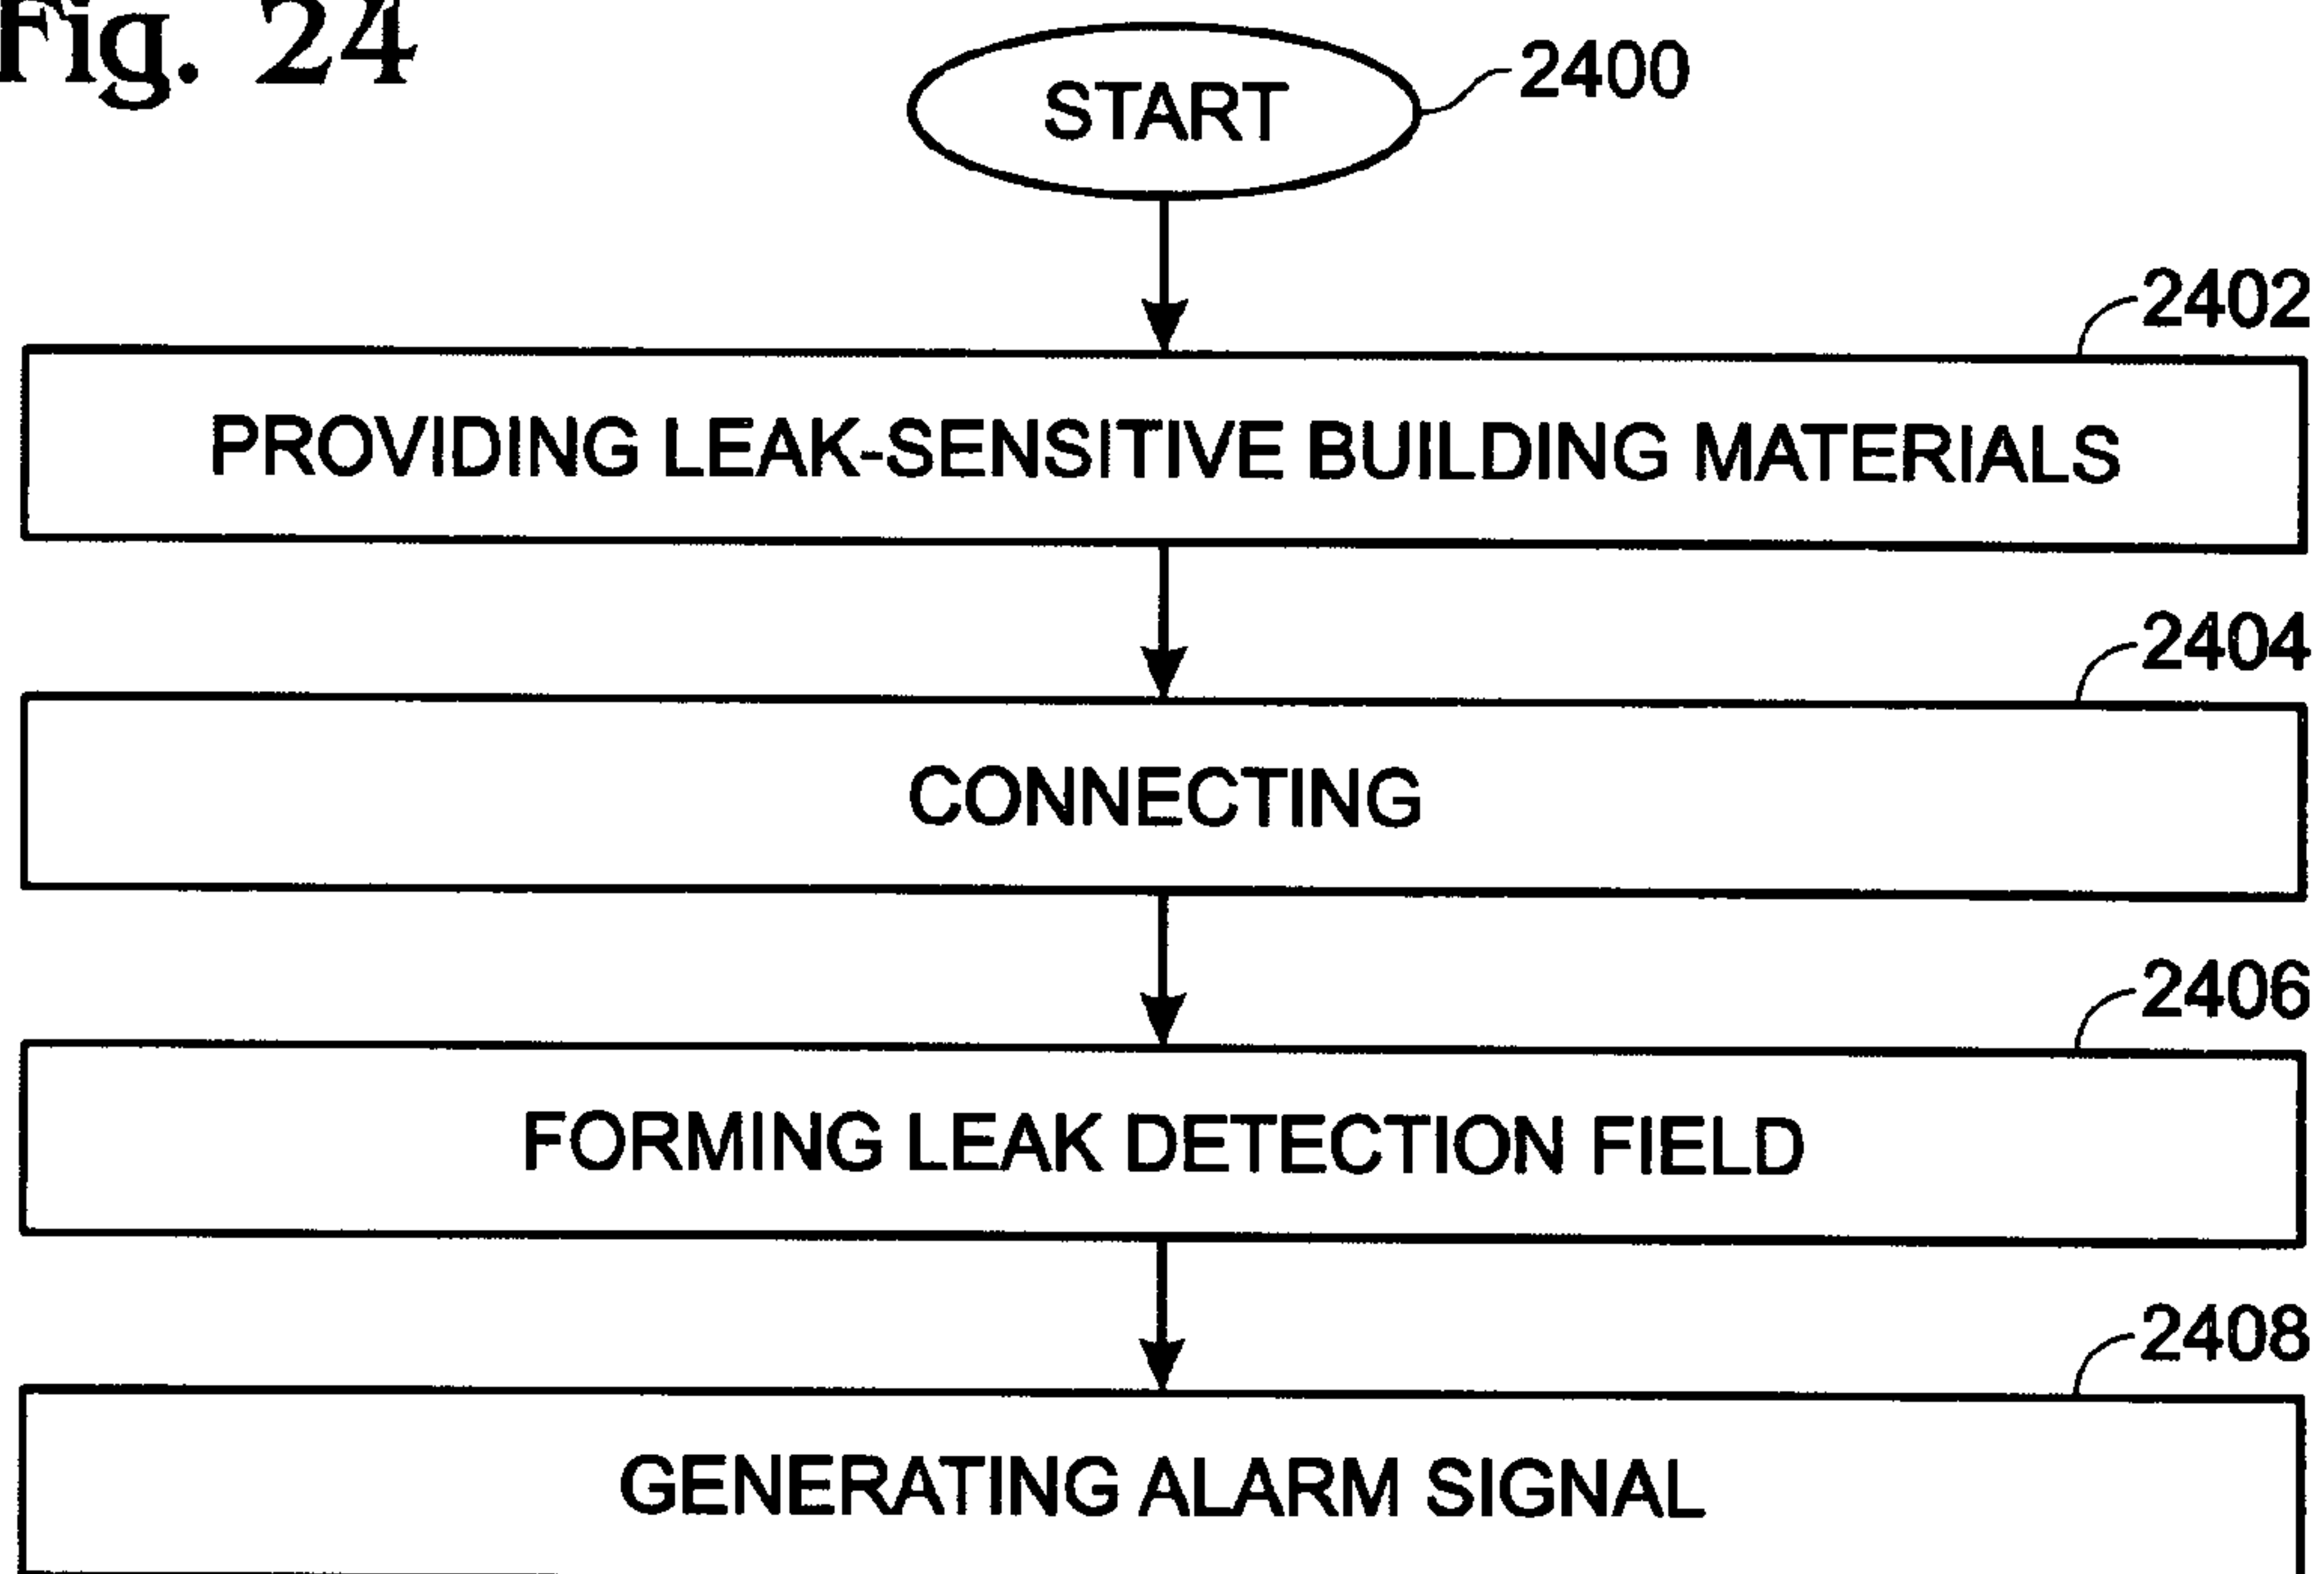 Fig. 24
START
2400
2402
PROVIDING LEAK-SENSITIVE BUILDING MATERIALS
2404
CONNECTING
2406
FORMING LEAK DETECTION FIELD
2408
GENERATING ALARM SIGNAL